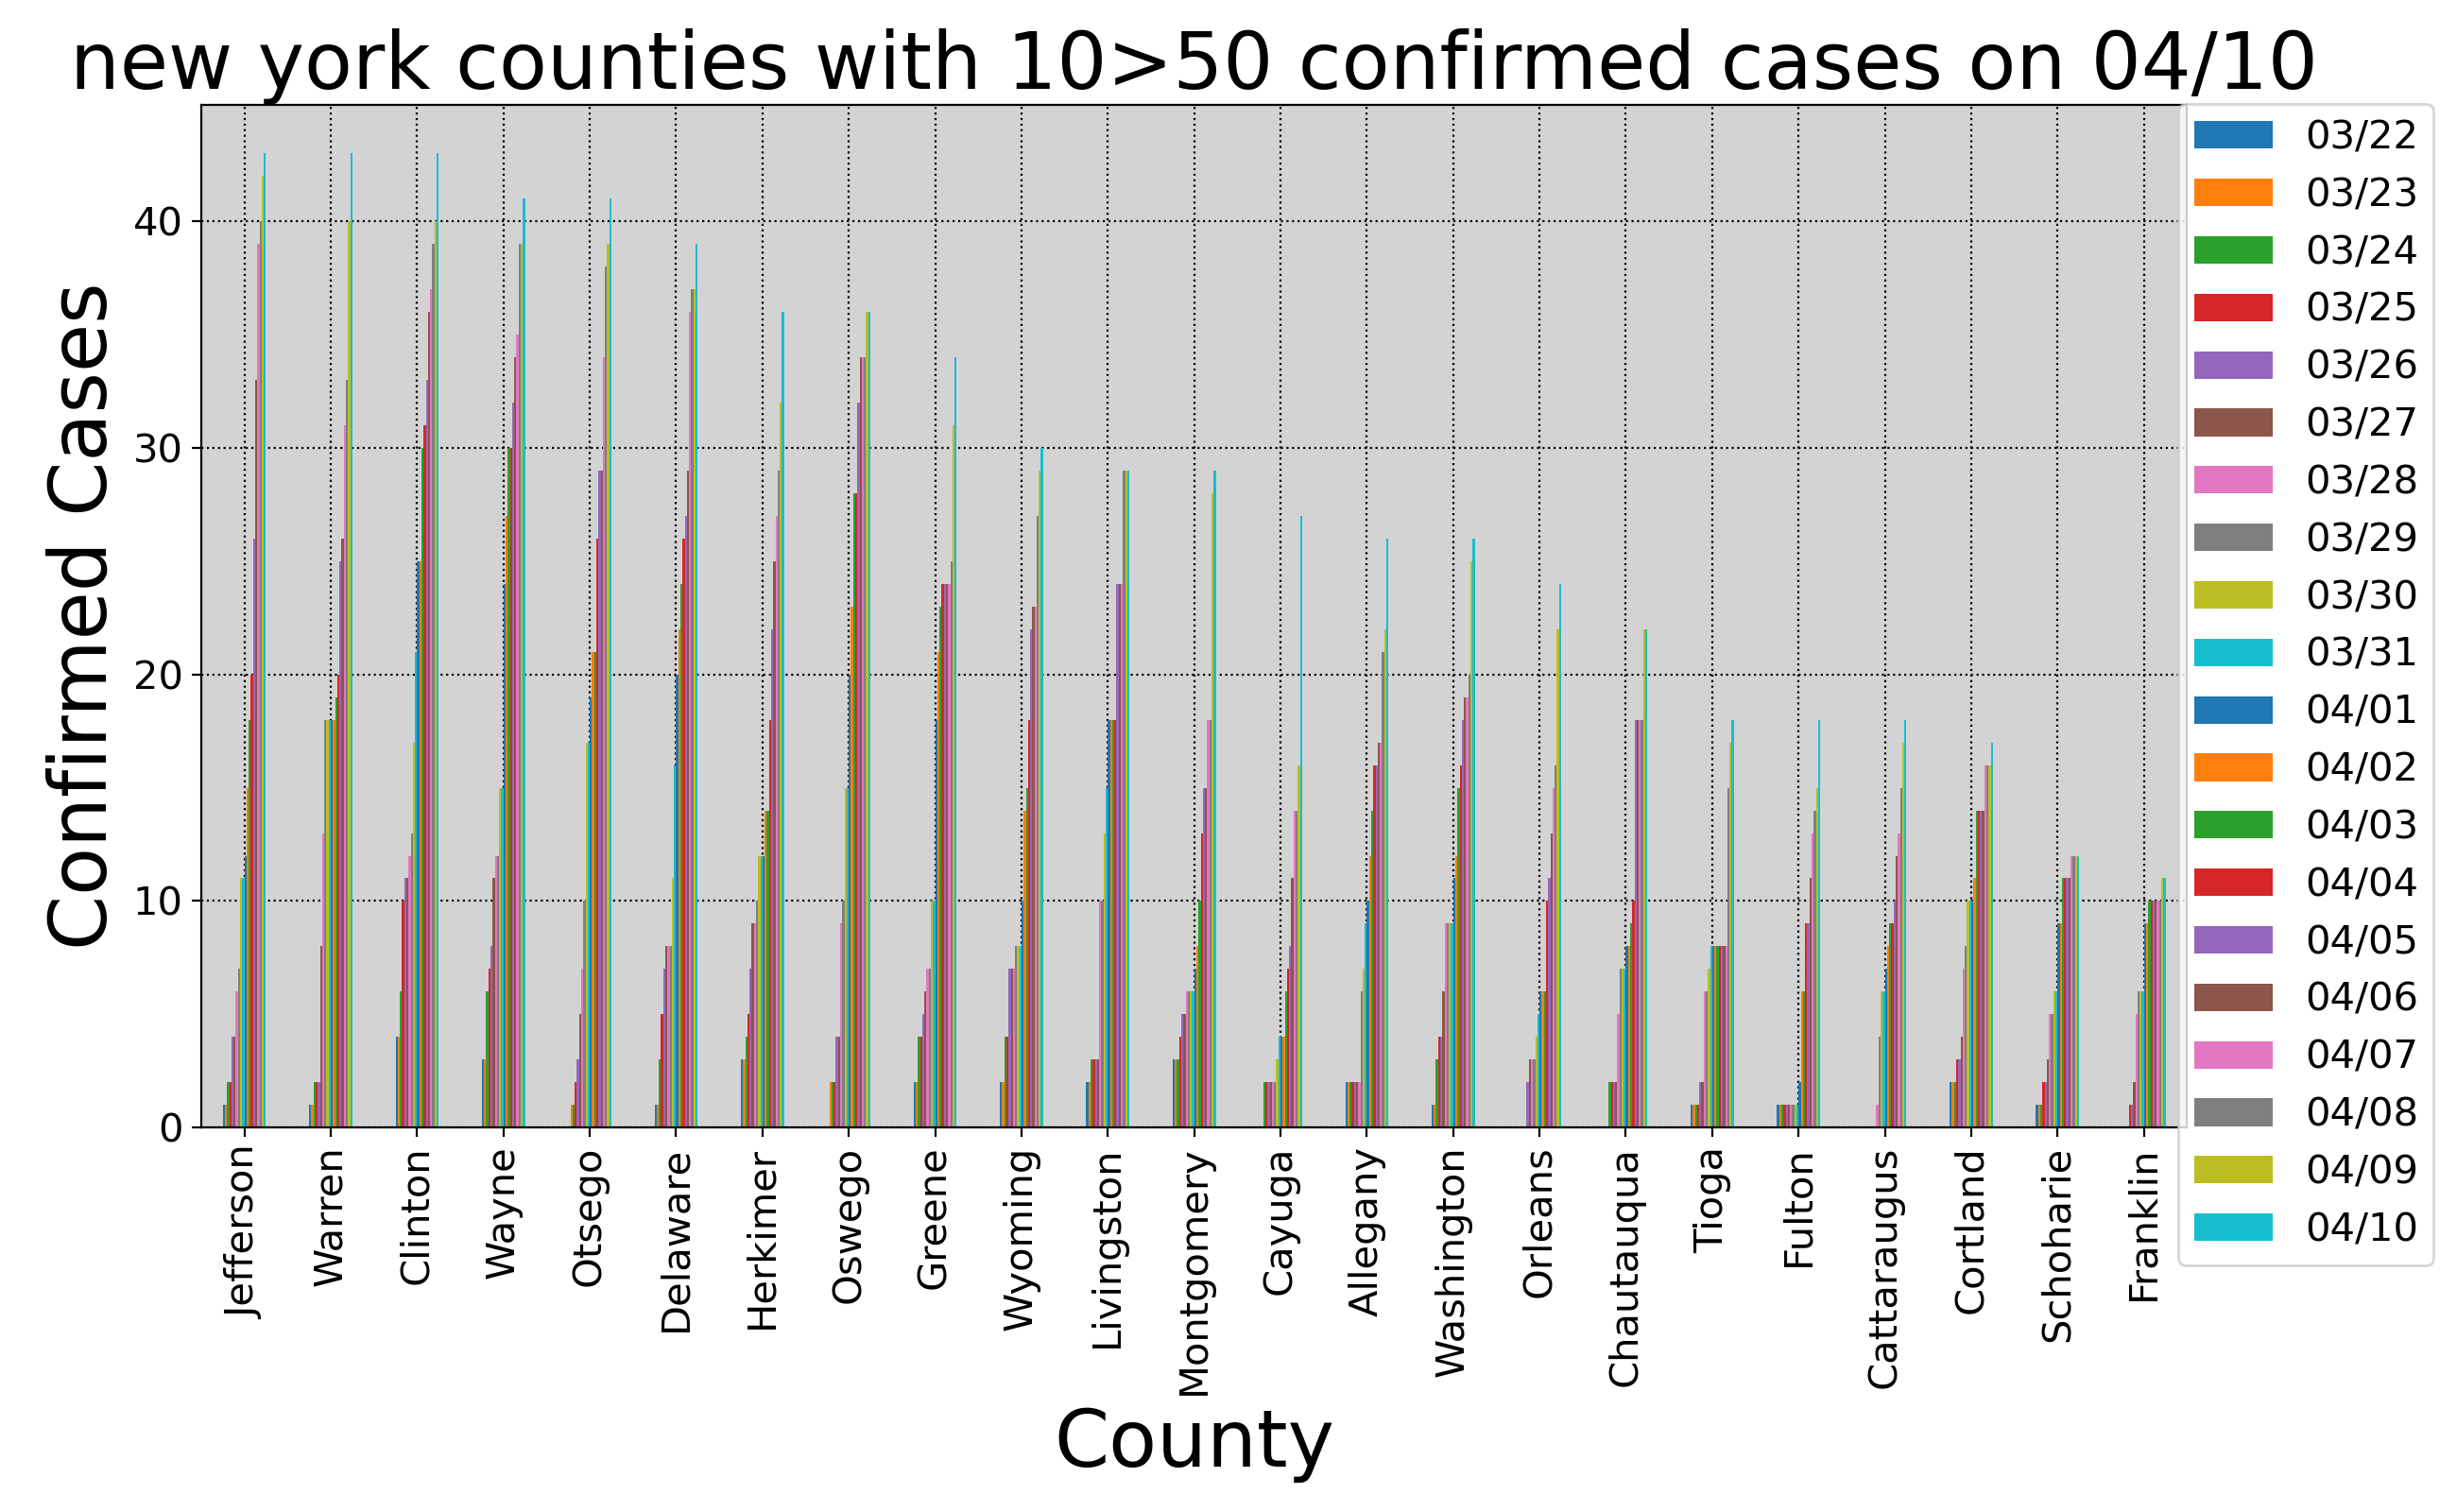 new york counties with 10>50 confirmed cases on 04/10
Confirmed Cases
40
30
20
10
0
03/22
03/23
03/24
03/25
03/26
03/27
03/28
03/29
03/30
03/31
04/01
04/02
04/03
04/04
04/05
04/06
04/07
04/08
04/09
04/10
Jefferson
Warren
Clinton
Wayne
Otsego
Delaware
Herkimer
Oswego
Greene
Wyoming
Livingston
Montgomery
Cayuga
Allegany
Washington
Orleans
Chautauqua
Tioga
Fulton
Cattaraugus
Cortland
Schoharie
Franklin
County